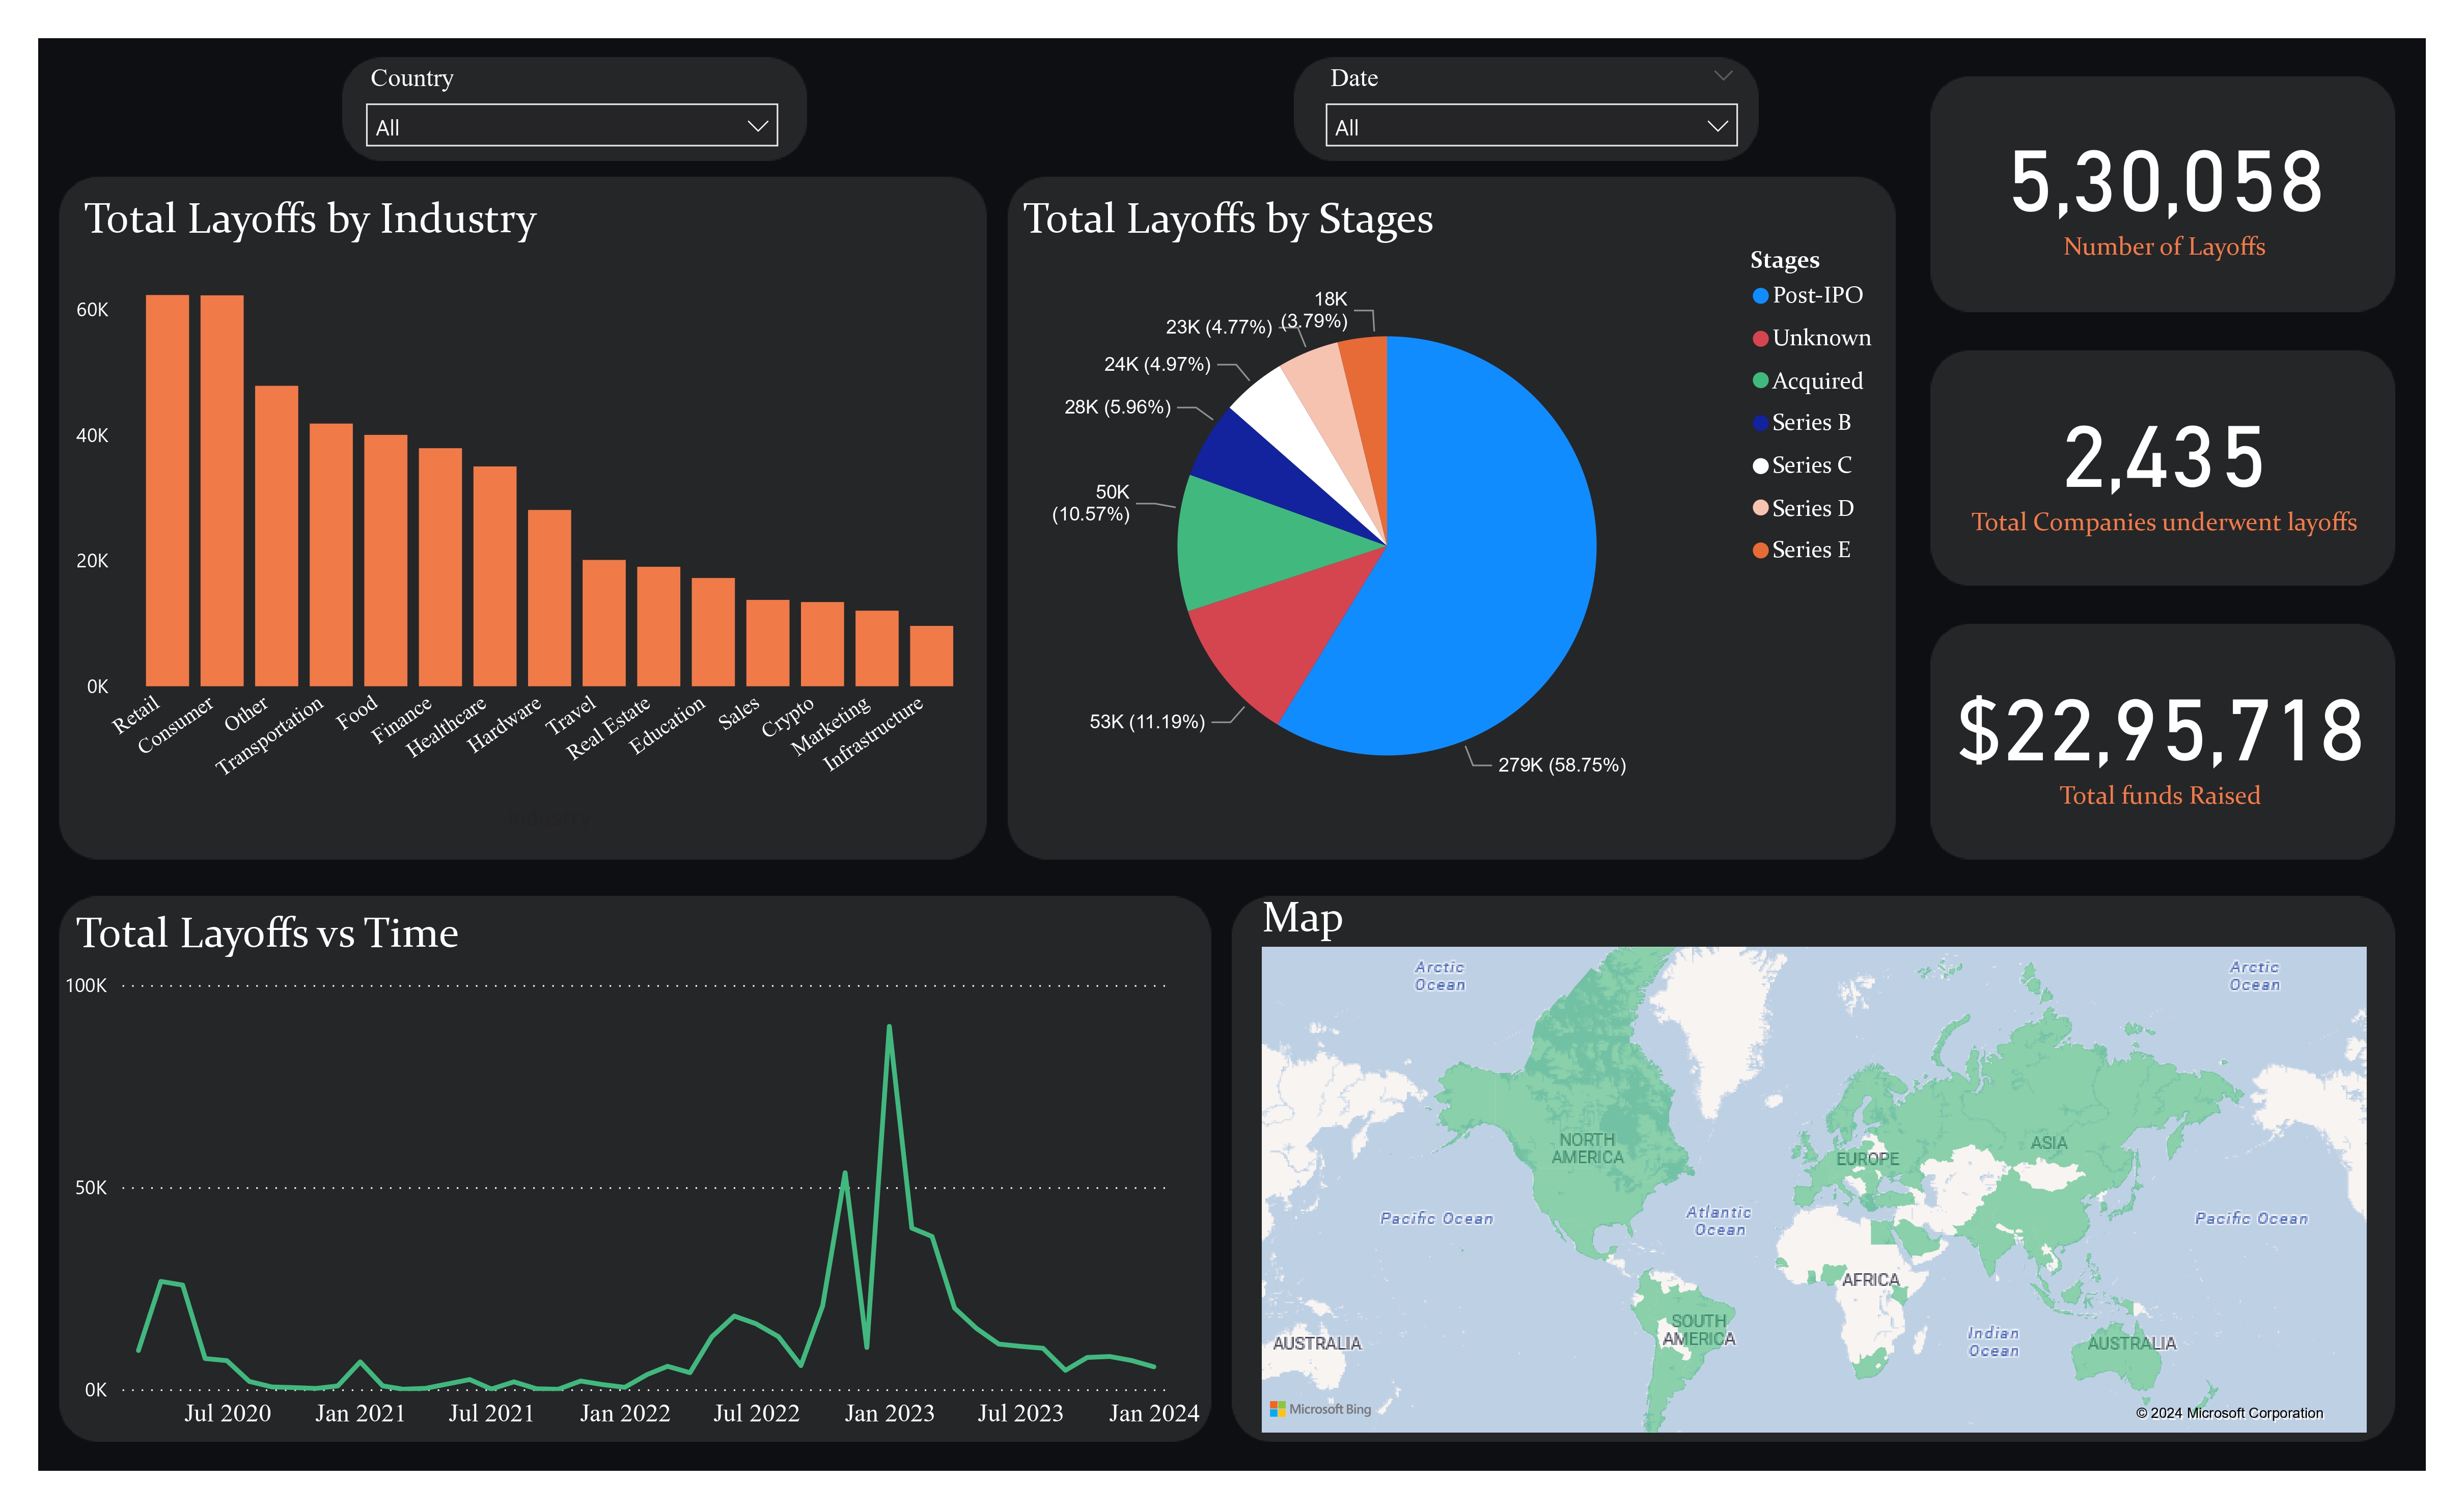 Country
All
Date
All
5,30,058
Number of Layoffs
2,435
Total Companies underwent layoffs
$22,95,718
Total funds Raised
Total Layoffs by Industry
60K
40K
20K
0K
Retail
Consumer
Other
Transportation
Food
Finance
Healthcare
Hardware
Travel
Real Estate
Education
Sales
Crypto
Marketing
Infrastructure
Industry
Total Layoffs by Stages
18K
(3.79%)
23K (4.77%)
24K (4.97%)
28K (5.96%)
50K
(10.57%)
53K (11.19%)
279K (58.75%)
Stages
Post-IPO
Unknown
Acquired
Series B
Series C
Series D
Series E
Total Layoffs vs Time
100K
50K
0K
Jul 2020
Jan 2021
Jul 2021
Jan 2022
Jul 2022
Jan 2023
Jul 2023
Jan 2024
Map
Arctic
Ocean
Arctic
Ocean
NORTH
AMERICA
EUROPE
ASIA
Pacific Ocean
Atlantic
Ocean
Pacific Ocean
AFRICA
SOUTH
AMERICA
AUSTRALIA
Indian
Ocean
AUSTRALIA
Microsoft Bing
© 2024 Microsoft Corporation